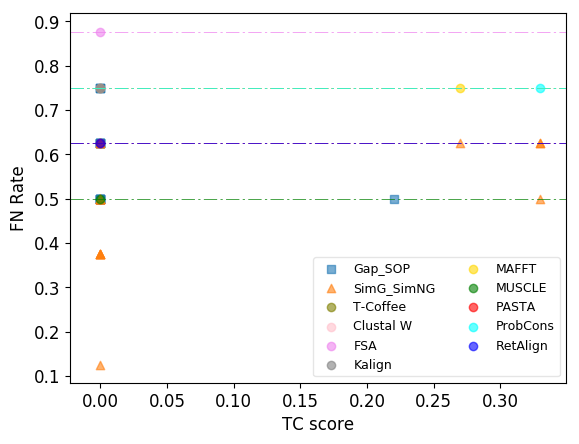 0.9
0.8
0.7
0.6
0.5
0.4
0.3
0.2
0.1
FN Rate
Gap_SOP
SimG_SimNG
T-Coffee
Clustal W
FSA
Kalign
MAFFT
MUSCLE
PASTA
ProbCons
RetAlign
0.00 0.05 0.10 0.15 0.20 0.25 0.30
TC score